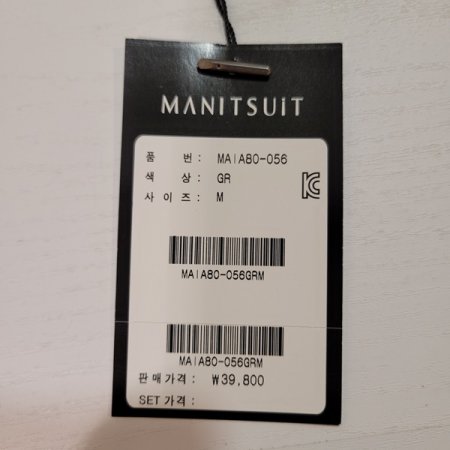 MANITSUIT
품 번 : MAIA80-056
색 상 : GR
사 이 즈 : M
MAIA80-056GRM
MAIA80-056GRM
판매가격 : ₩39,800
SET 가격 :